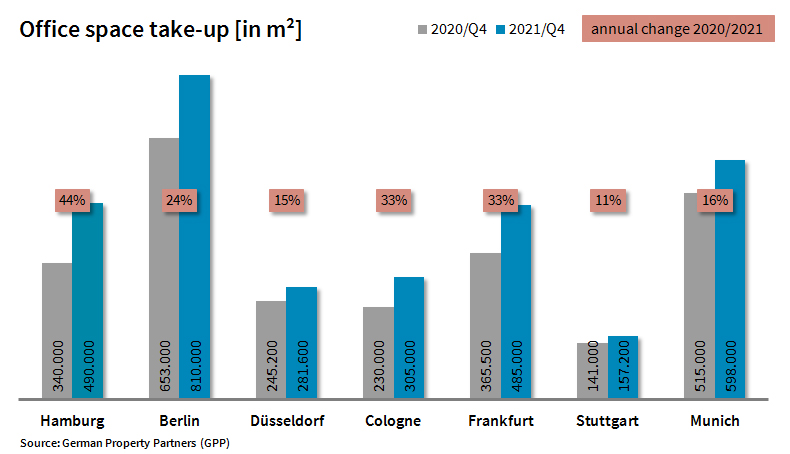 Office space take-up [in m²]
2020/Q4 2021/Q4 annual change 2020/2021
44% 24% 15% 33% 33% 11% 16%
340.000 490.000 653.000 810.000 245.200 281.600 230.000 305.000 365.500 485.000 141.000 157.200 515.000 598.000
Hamburg Berlin Düsseldorf Cologne Frankfurt Stuttgart Munich
Source: German Property Partners (GPP)